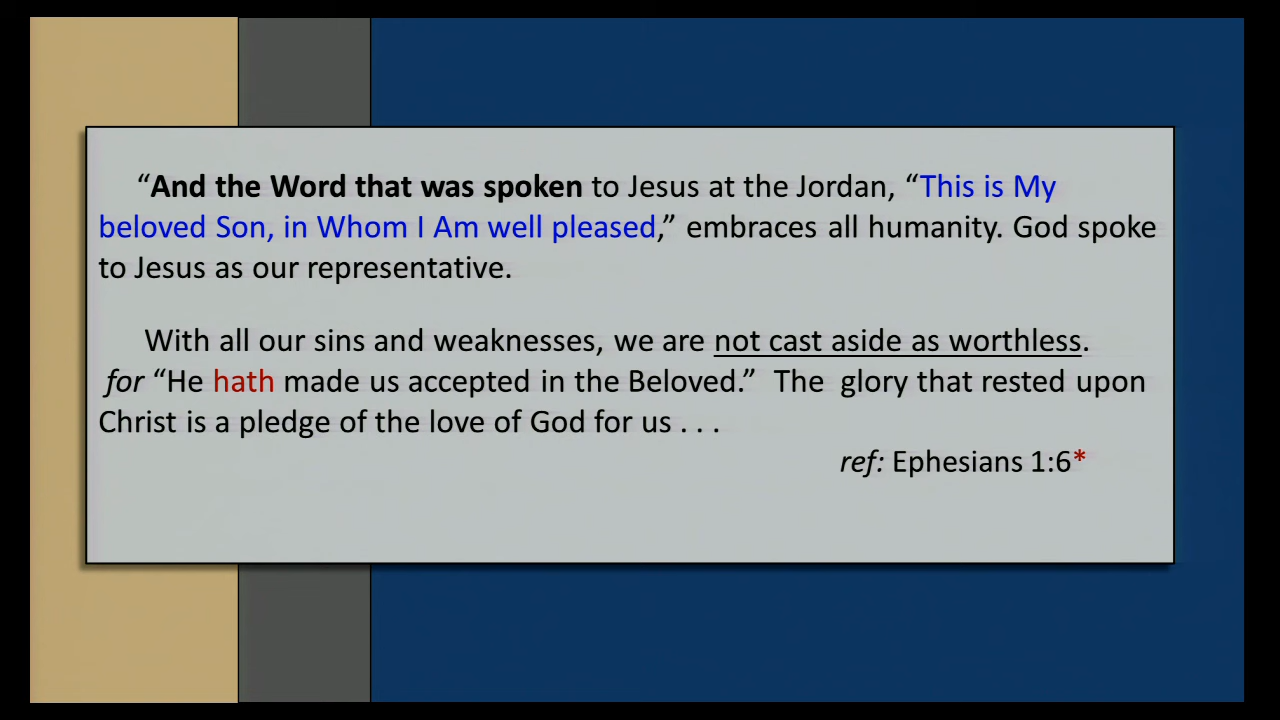 “And the Word that was spoken to Jesus at the Jordan, “This is My
beloved Son, in Whom I Am well pleased,” embraces all humanity. God spoke
to Jesus as our representative.
With all our sins and weaknesses, we are not cast aside as worthless.
for “He hath made us accepted in the Beloved.” The glory that rested upon
Christ is a pledge of the love of God for us . . .
ref: Ephesians 1:6*